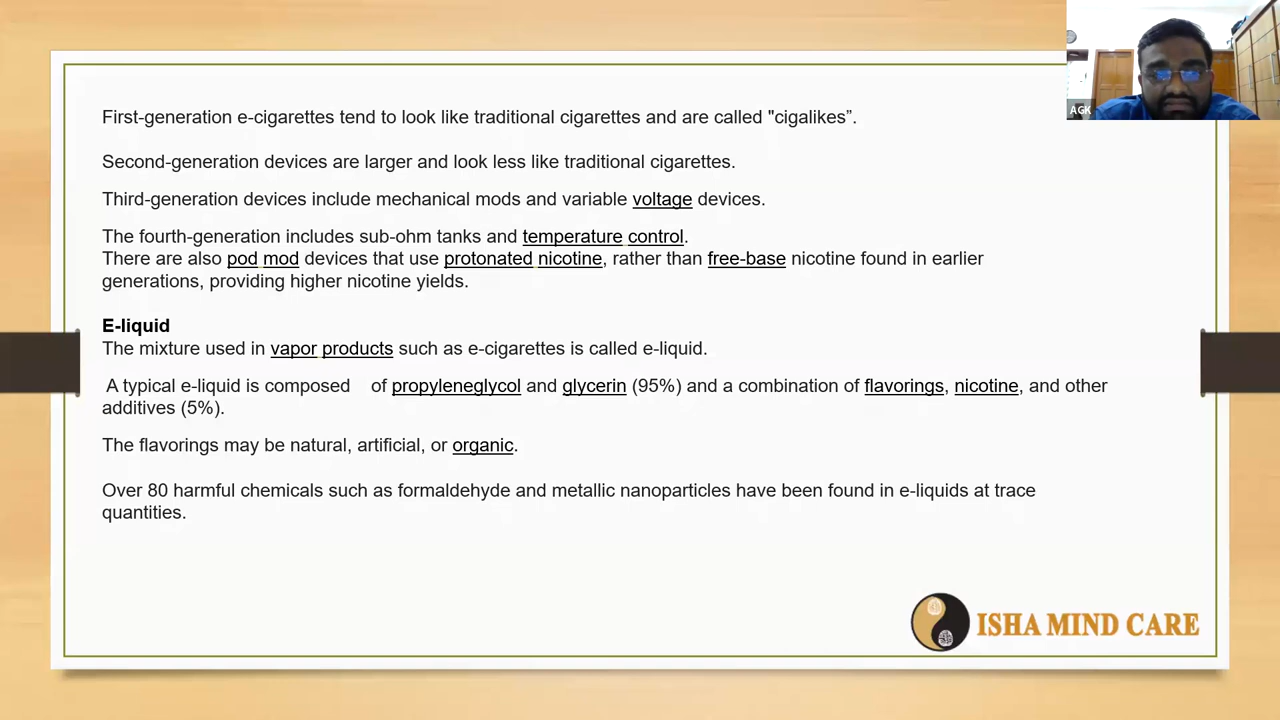 AGK
First-generation e-cigarettes tend to look like traditional cigarettes and are called "cigalikes”.
Second-generation devices are larger and look less like traditional cigarettes.
Third-generation devices include mechanical mods and variable voltage devices.
The fourth-generation includes sub-ohm tanks and temperature control.
There are also pod mod devices that use protonated nicotine, rather than free-base nicotine found in earlier
generations, providing higher nicotine yields.
E-liquid
The mixture used in vapor products such as e-cigarettes is called e-liquid.
A typical e-liquid is composed of propyleneglycol and glycerin (95%) and a combination of flavorings, nicotine, and other
additives (5%).
The flavorings may be natural, artificial, or organic.
Over 80 harmful chemicals such as formaldehyde and metallic nanoparticles have been found in e-liquids at trace
quantities.
ISHA MIND CARE